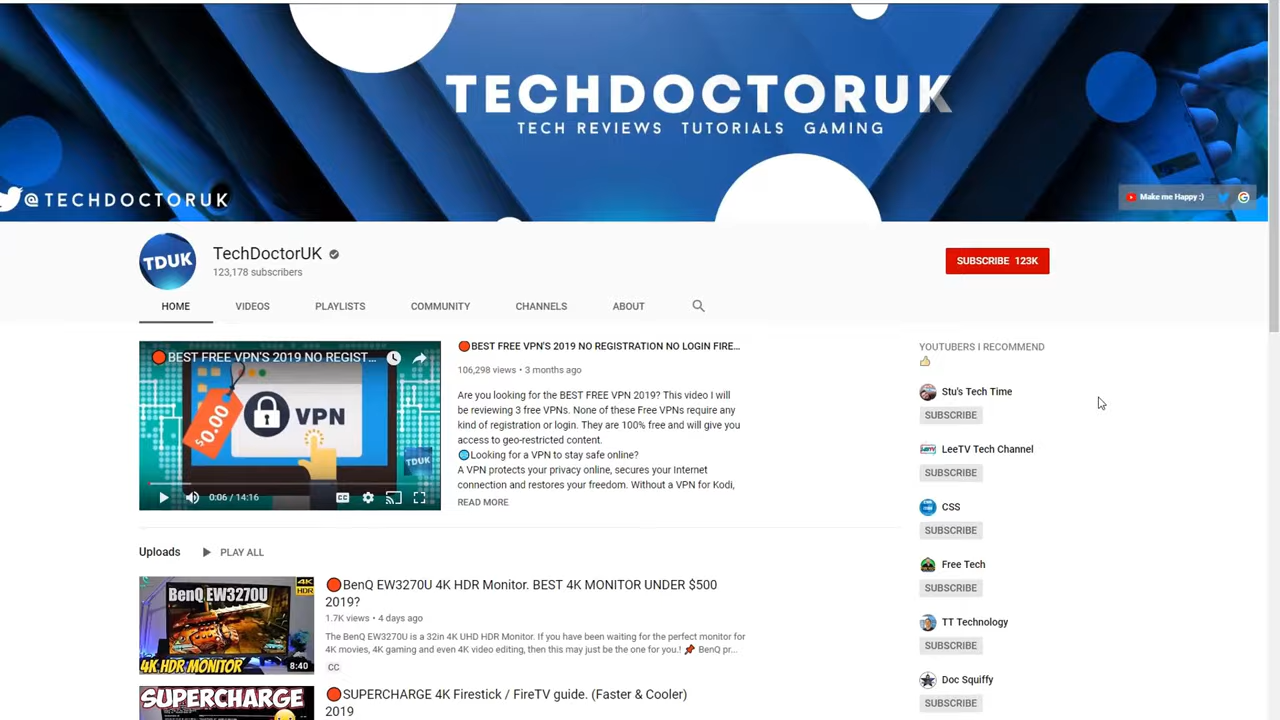 TECHDOCTORUK
TECH REVIEWS TUTORIALS GAMING
@TECHDOCTORUK
Make me Happy :)
TDUK
TechDoctorUK
123,178 subscribers
SUBSCRIBE 123K
HOME
VIDEOS
PLAYLISTS
COMMUNITY
CHANNELS
ABOUT
🔴BEST FREE VPN'S 2019 NO REGIST...
$0.00
VPN
TDUK
0:06 / 14:16
CC
🔴BEST FREE VPN'S 2019 NO REGISTRATION NO LOGIN FIRE...
106,298 views • 3 months ago
Are you looking for the BEST FREE VPN 2019? This video I will
be reviewing 3 free VPNs. None of these Free VPNs require any
kind of registration or login. They are 100% free and will give you
access to geo-restricted content.
🌐Looking for a VPN to stay safe online?
A VPN protects your privacy online, secures your Internet
connection and restores your freedom. Without a VPN for Kodi,
READ MORE
YOUTUBERS I RECOMMEND
👍
Stu's Tech Time
SUBSCRIBE
LeeTV Tech Channel
SUBSCRIBE
CSS
SUBSCRIBE
Free Tech
SUBSCRIBE
TT Technology
SUBSCRIBE
Doc Squiffy
SUBSCRIBE
Uploads
PLAY ALL
BenQ EW3270U
4K HDR
4K HDR MONITOR
8:40
🔴BenQ EW3270U 4K HDR Monitor. BEST 4K MONITOR UNDER $500
2019?
1.7K views • 4 days ago
The BenQ EW3270U is a 32in 4K UHD HDR Monitor. If you have been waiting for the perfect monitor for
4K movies, 4K gaming and even 4K video editing, then this may just be the one for you.! 📌 BenQ pr...
CC
SUPERCHARGE
🔴SUPERCHARGE 4K Firestick / FireTV guide. (Faster & Cooler)
2019